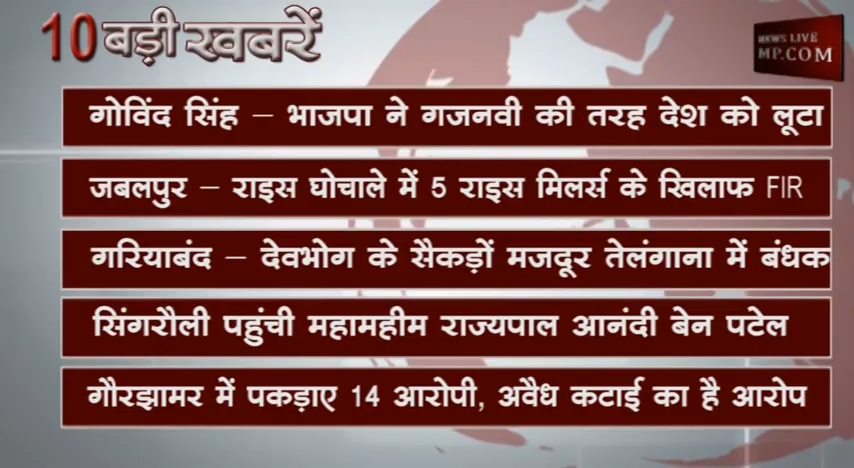 10 बड़ी खबरें
NEWS LIVE
MP.COM
गोविंद सिंह – भाजपा ने गजनवी की तरह देश को लूटा
जबलपुर – राइस घोचाले में 5 राइस मिलर्स के खिलाफ FIR
गरियाबंद – देवभोग के सैकड़ों मजदूर तेलंगाना में बंधक
सिंगरौली पहुंची महामहीम राज्यपाल आनंदी बेन पटेल
गौरझामर में पकड़ाए 14 आरोपी, अवैध कटाई का है आरोप